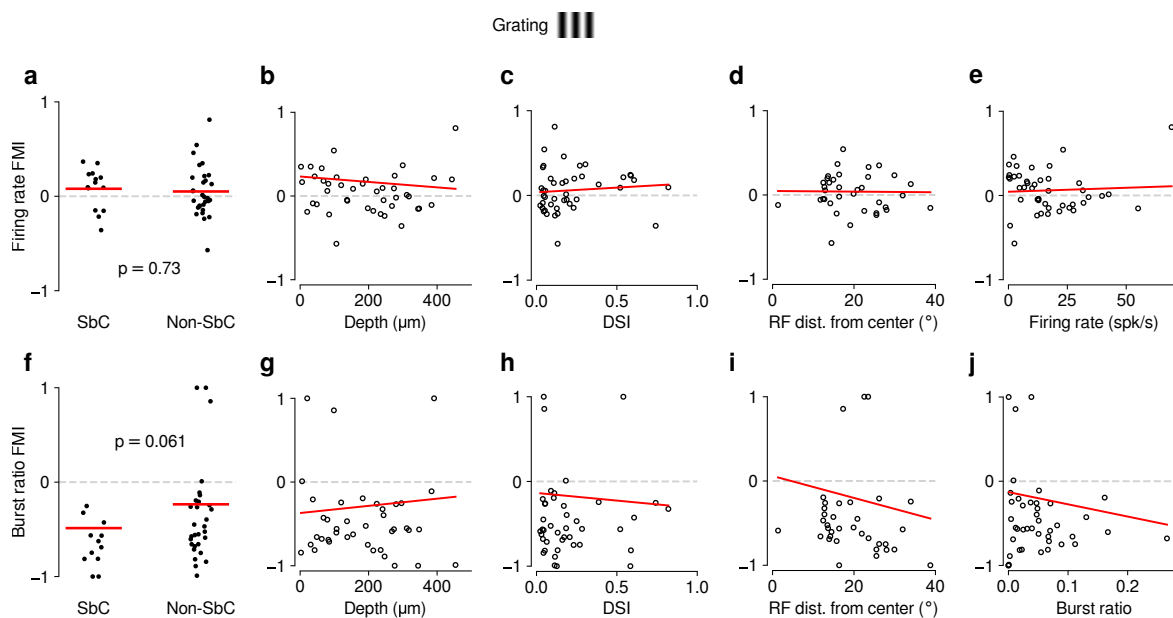 Grating
a
b
c
d
e
Firing rate FMI
1
0
−1
p = 0.73
SbC
Non-SbC
1
0
−1
0
200
400
Depth (µm)
1
0
−1
0.0
0.5
1.0
DSI
1
0
−1
0
20
40
RF dist. from center (°)
1
0
−1
0
25
50
Firing rate (spk/s)
f
g
h
i
j
Burst ratio FMI
1
0
−1
p = 0.061
SbC
Non-SbC
1
0
−1
0
200
400
Depth (µm)
1
0
−1
0.0
0.5
1.0
DSI
1
0
−1
0
20
40
RF dist. from center (°)
1
0
−1
0.0
0.1
0.2
Burst ratio